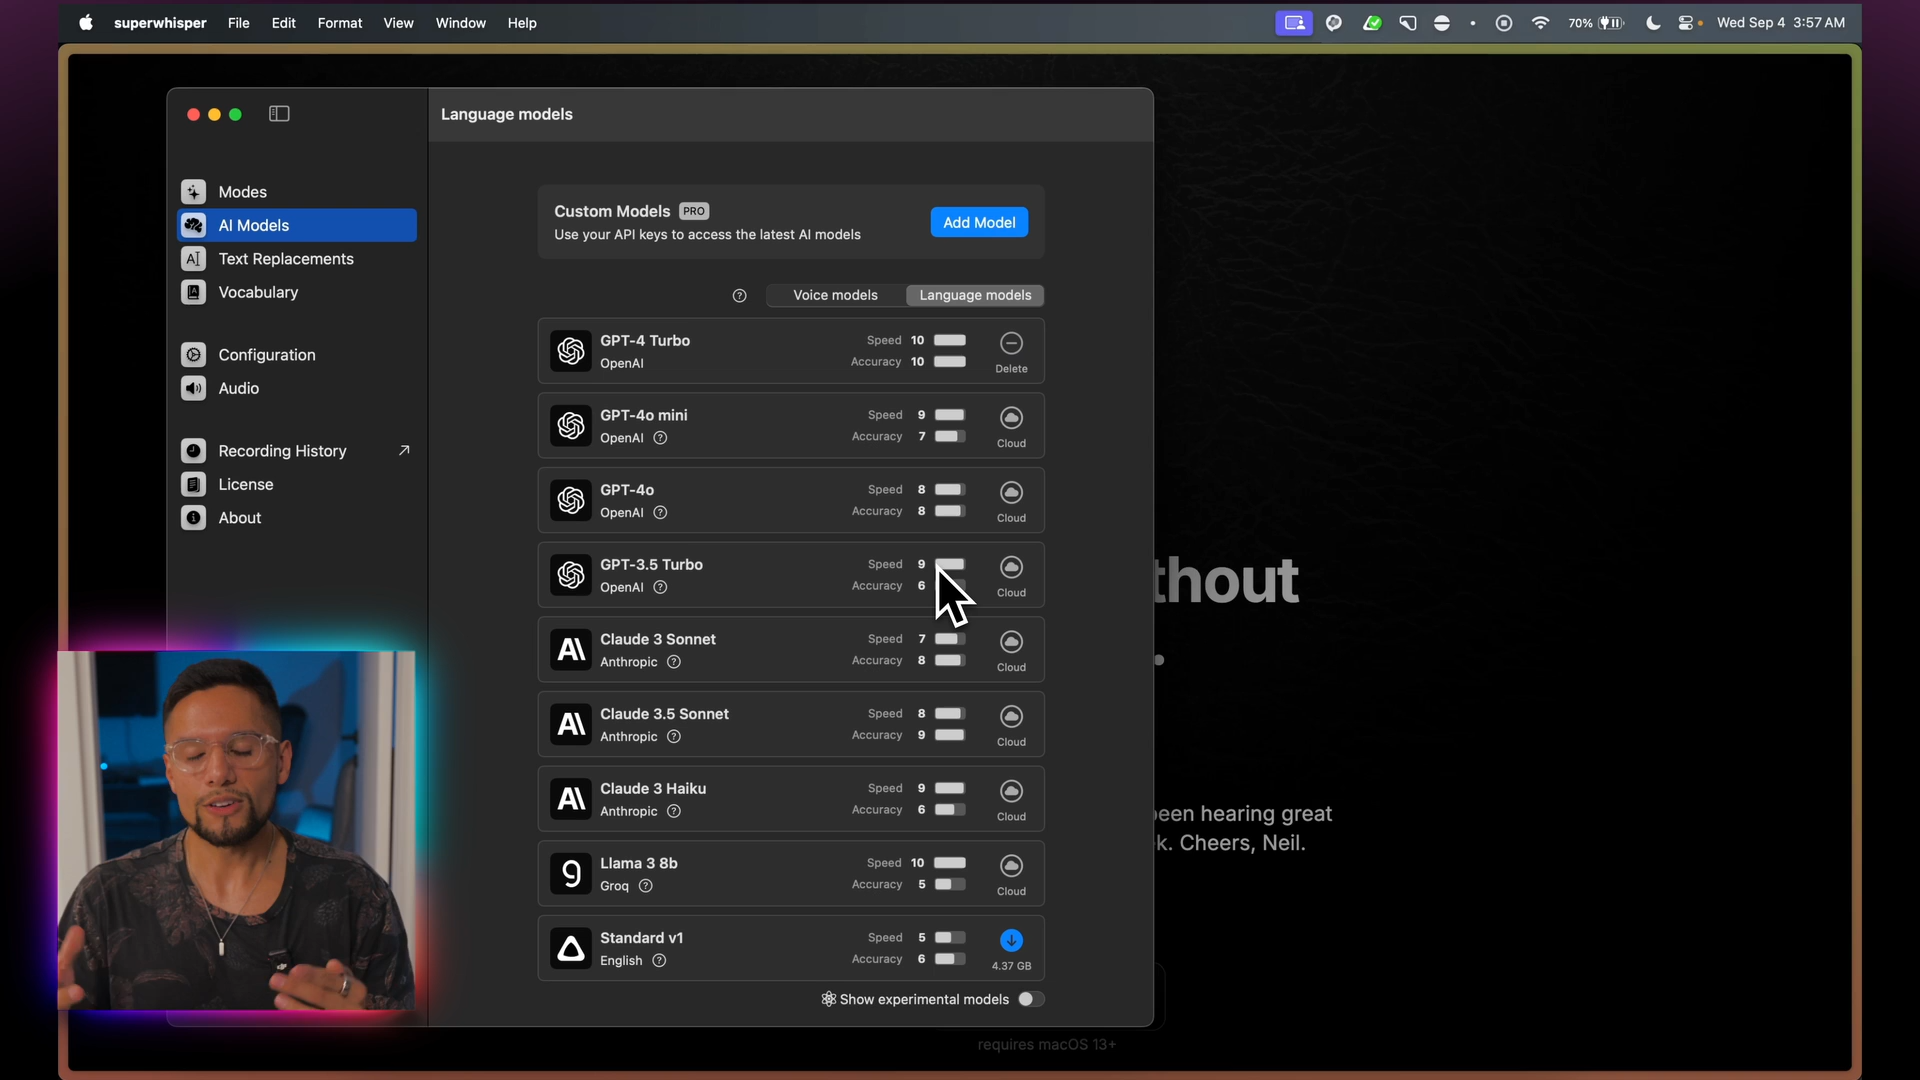 superwhisper File Edit Format View Window Help 70% Wed Sep 4 3:57 AM
Language models
Modes
AI Models
Text Replacements
Vocabulary
Configuration
Audio
Recording History
License
About
Custom Models PRO
Use your API keys to access the latest AI models
Add Model
Voice models Language models
GPT-4 Turbo Speed 10
OpenAI Accuracy 10 Delete
GPT-4o mini Speed 9
OpenAI Accuracy 7 Cloud
GPT-4o Speed 8
OpenAI Accuracy 8 Cloud
GPT-3.5 Turbo Speed 9
OpenAI Accuracy 6 Cloud
Claude 3 Sonnet Speed 7
Anthropic Accuracy 8 Cloud
Claude 3.5 Sonnet Speed 8
Anthropic Accuracy 9 Cloud
Claude 3 Haiku Speed 9
Anthropic Accuracy 6 Cloud
Llama 3 8b Speed 10
Groq Accuracy 5 Cloud
Standard v1 Speed 5
English Accuracy 6 4.37 GB
Show experimental models
thout
been hearing great
k. Cheers, Neil.
requires macOS 13+